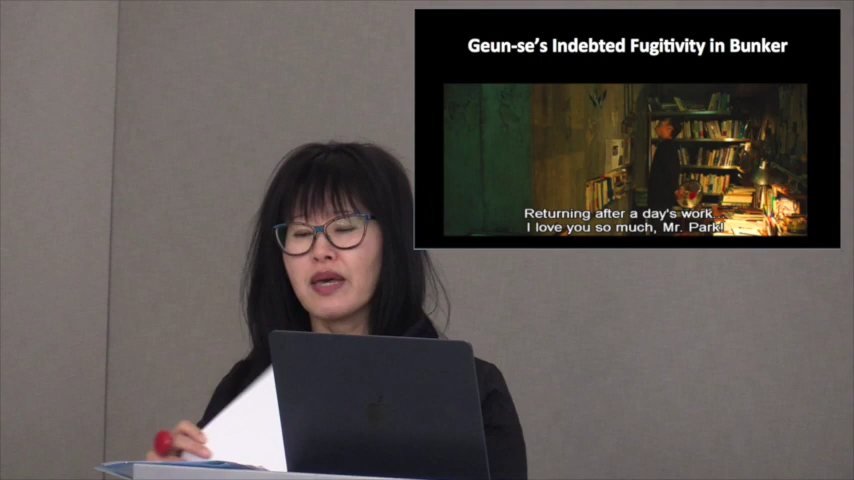 Geun-se's Indebted Fugitivity in Bunker
Returning after a day's work...
I love you so much, Mr. Park!